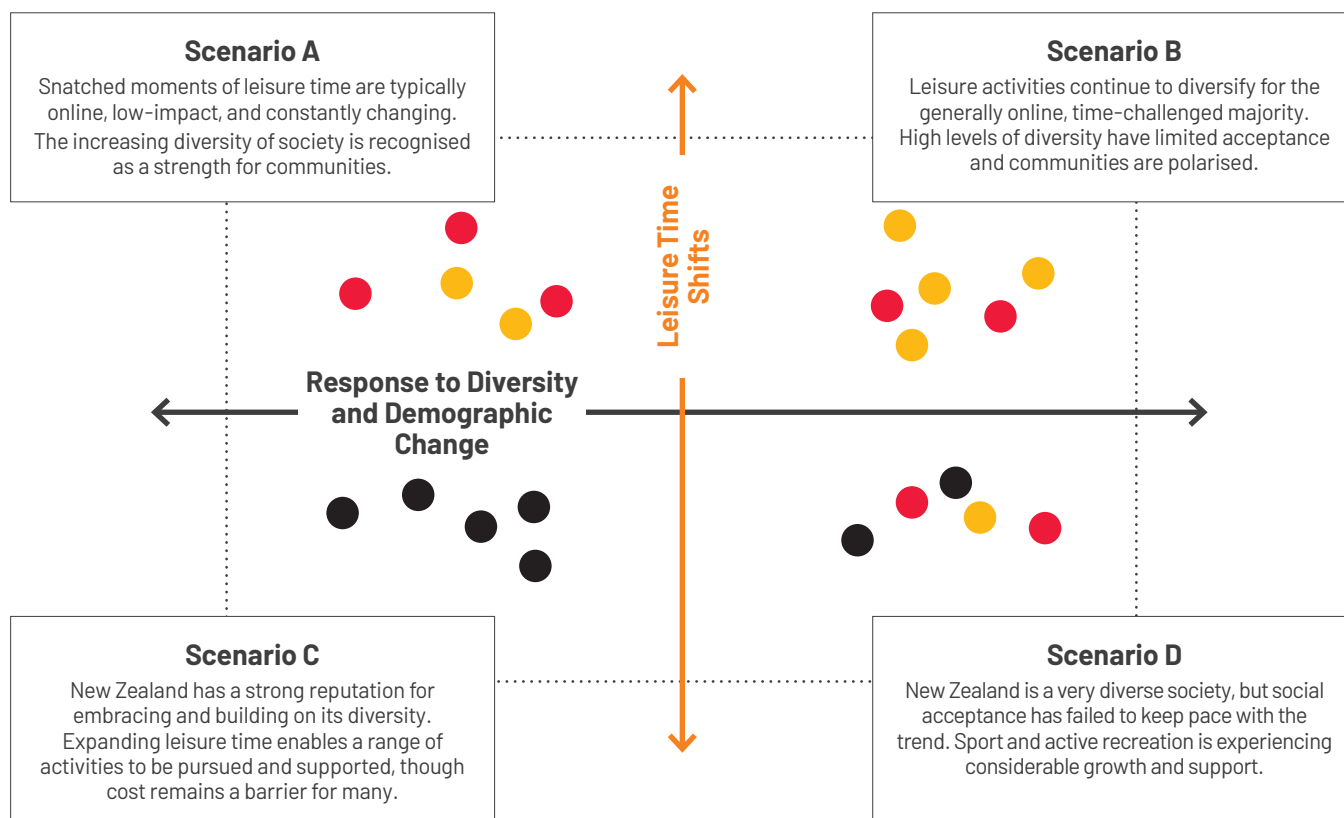 Scenario A
Snatched moments of leisure time are typically
online, low-impact, and constantly changing.
The increasing diversity of society is recognised
as a strength for communities.
Scenario B
Leisure activities continue to diversify for the
generally online, time-challenged majority.
High levels of diversity have limited acceptance
and communities are polarised.
Leisure Time
Shifts
Response to Diversity
and Demographic
Change
Scenario C
New Zealand has a strong reputation for
embracing and building on its diversity.
Expanding leisure time enables a range of
activities to be pursued and supported, though
cost remains a barrier for many.
Scenario D
New Zealand is a very diverse society, but social
acceptance has failed to keep pace with the
trend. Sport and active recreation is experiencing
considerable growth and support.